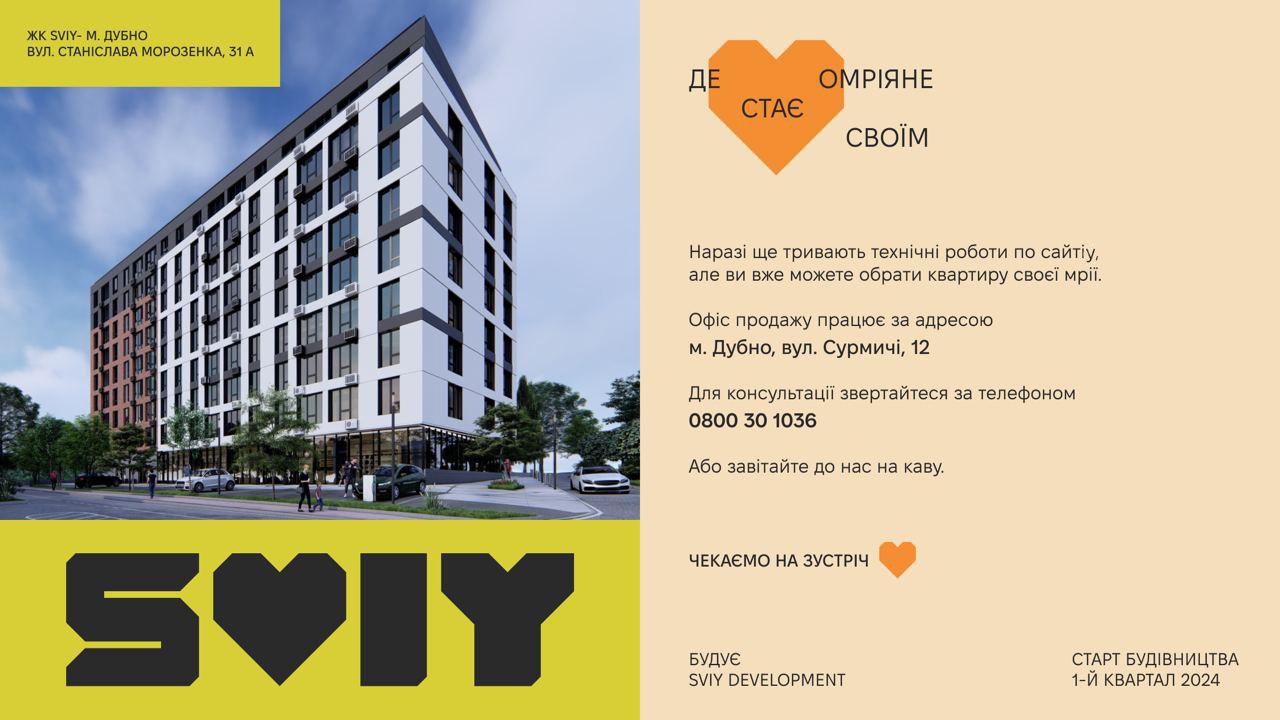 ЖК SVIY- М. ДУБНО
ВУЛ. СТАНІСЛАВА МОРОЗЕНКА, 31 А
SVIY
ДЕ ОМРІЯНЕ
СТАЄ
СВОЇМ
Наразі ще тривають технічні роботи по сайтіу,
але ви вже можете обрати квартиру своєї мрії.
Офіс продажу працює за адресою
м. Дубно, вул. Сурмичі, 12
Для консультації звертайтеся за телефоном
0800 30 1036
Або завітайте до нас на каву.
ЧЕКАЄМО НА ЗУСТРІЧ
БУДУЄ
SVIY DEVELOPMENT
СТАРТ БУДІВНИЦТВА
1-Й КВАРТАЛ 2024